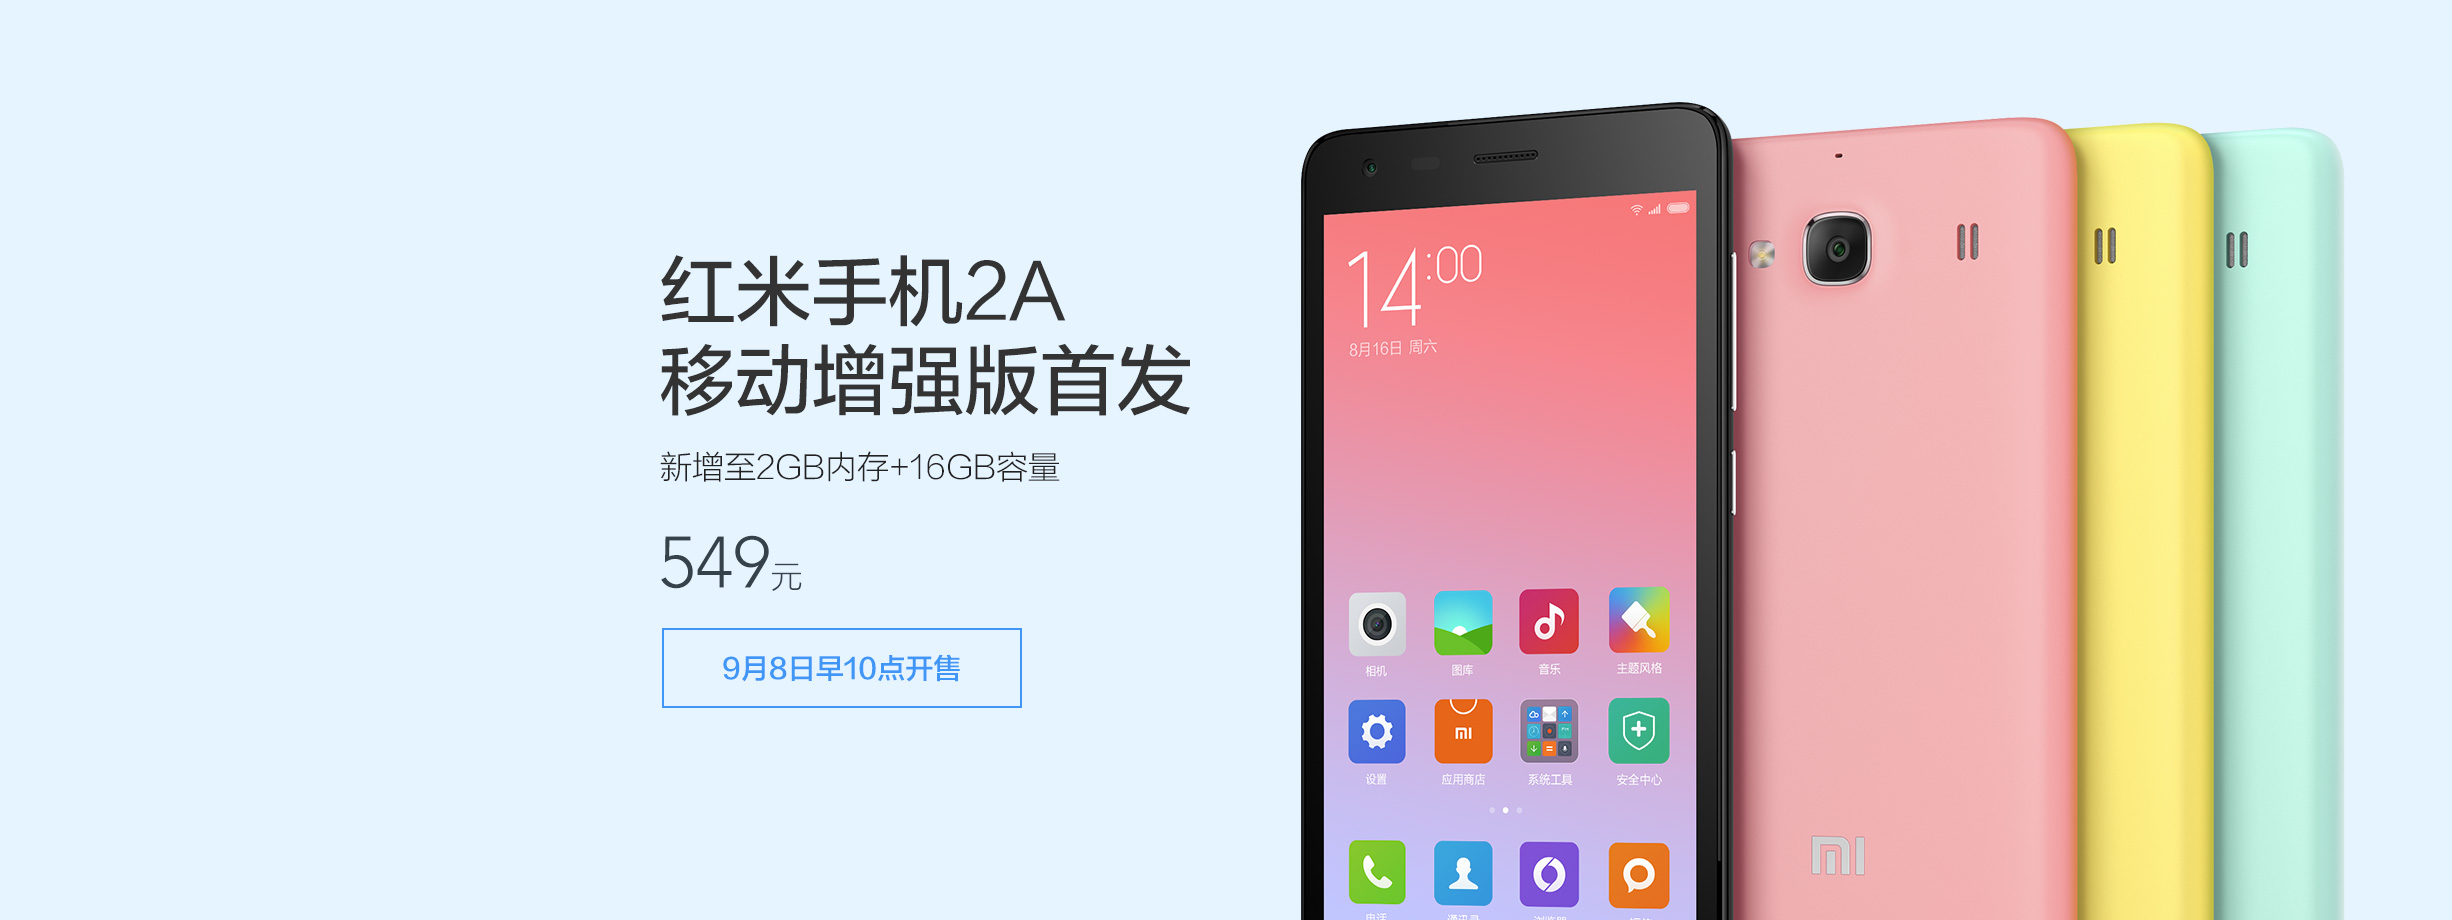 红米手机2A
移动增强版首发
新增至2GB内存+16GB容量
549元
9月8日早10点开售
14:00
8月16日 周六
相机 图库 音乐 主题风格
MI
设置 应用商店 系统工具 安全中心
MI